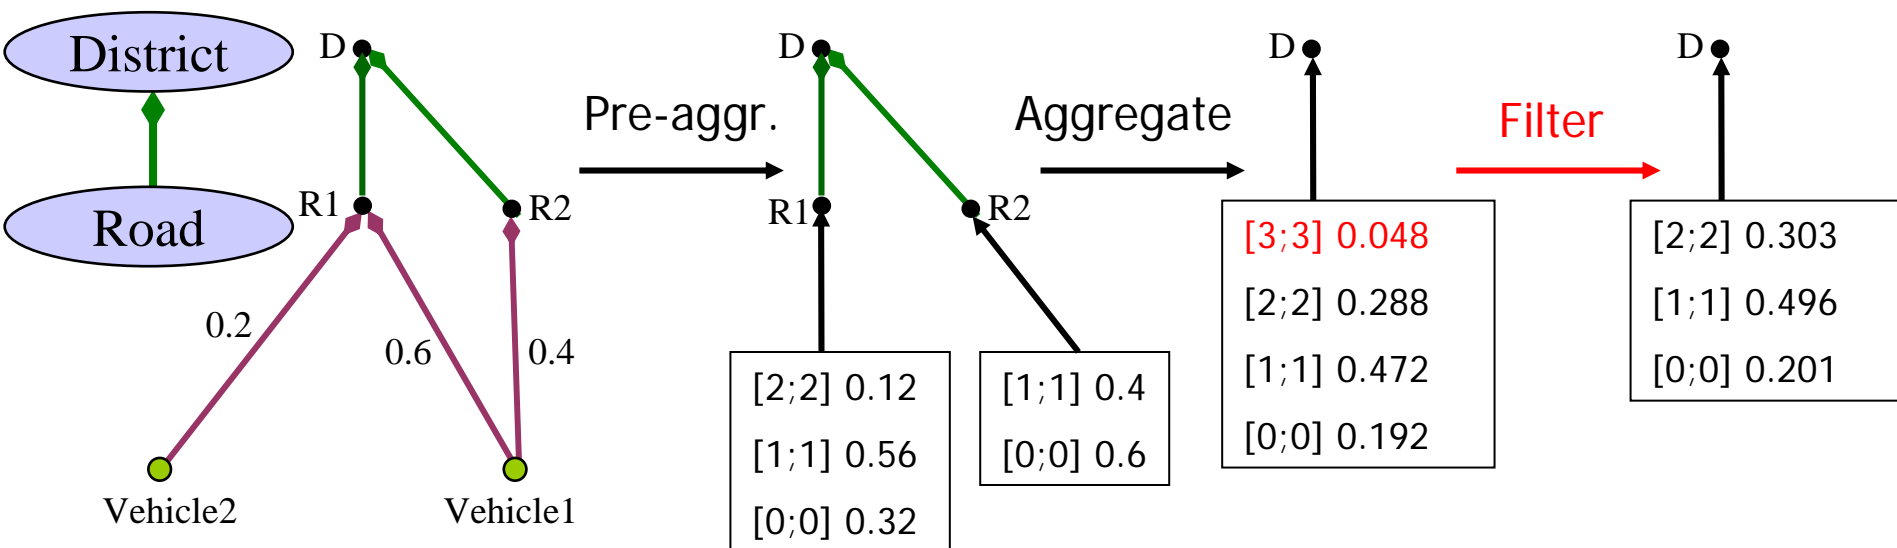 District
Road
D
R1
R2
0.2
0.6
0.4
Vehicle2
Vehicle1
Pre-aggr.
D
R1
R2
[2;2] 0.12
[1;1] 0.56
[0;0] 0.32
[1;1] 0.4
[0;0] 0.6
Aggregate
D
[3;3] 0.048
[2;2] 0.288
[1;1] 0.472
[0;0] 0.192
Filter
D
[2;2] 0.303
[1;1] 0.496
[0;0] 0.201